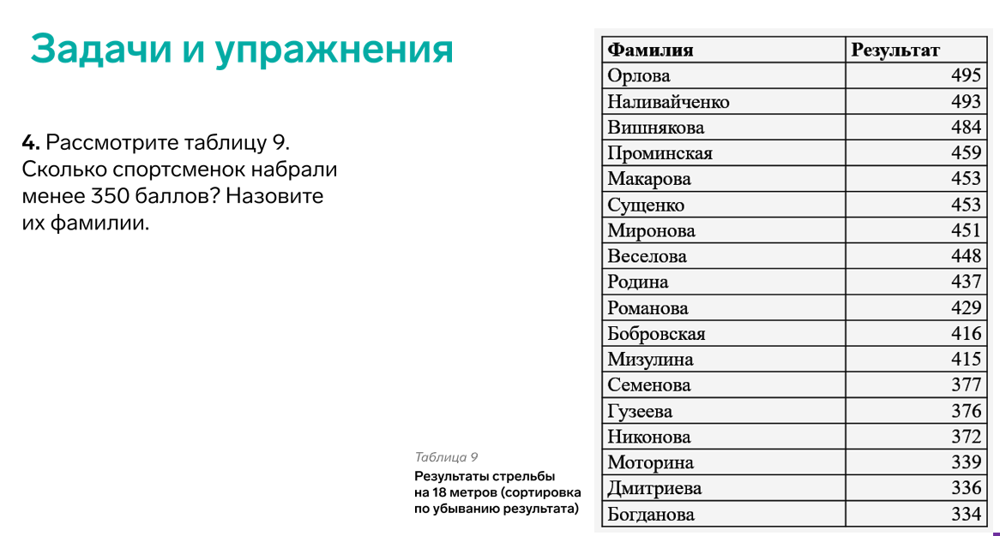 Задачи и упражнения
4. Рассмотрите таблицу 9.
Сколько спортсменок набрали
менее 350 баллов? Назовите
их фамилии.
Таблица 9
Результаты стрельбы
на 18 метров (сортировка
по убыванию результата)
Фамилия Результат
Орлова 495
Наливайченко 493
Вишнякова 484
Проминская 459
Макарова 453
Сущенко 453
Миронова 451
Веселова 448
Родина 437
Романова 429
Бобровская 416
Мизулина 415
Семенова 377
Гузеева 376
Никонова 372
Моторина 339
Дмитриева 336
Богданова 334